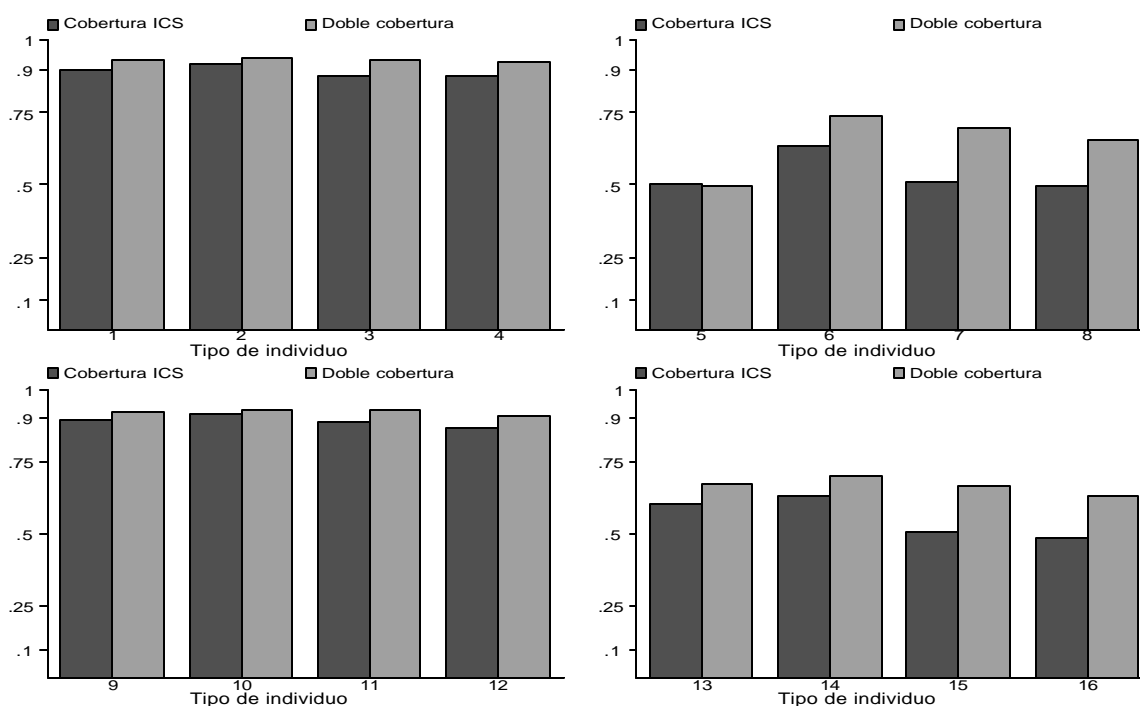 Cobertura ICS Doble cobertura
1
.9
.75
.5
.25
.1
1 2 3 4
Tipo de individuo
Cobertura ICS Doble cobertura
1
.9
.75
.5
.25
.1
5 6 7 8
Tipo de individuo
Cobertura ICS Doble cobertura
1
.9
.75
.5
.25
.1
9 10 11 12
Tipo de individuo
Cobertura ICS Doble cobertura
1
.9
.75
.5
.25
.1
13 14 15 16
Tipo de individuo